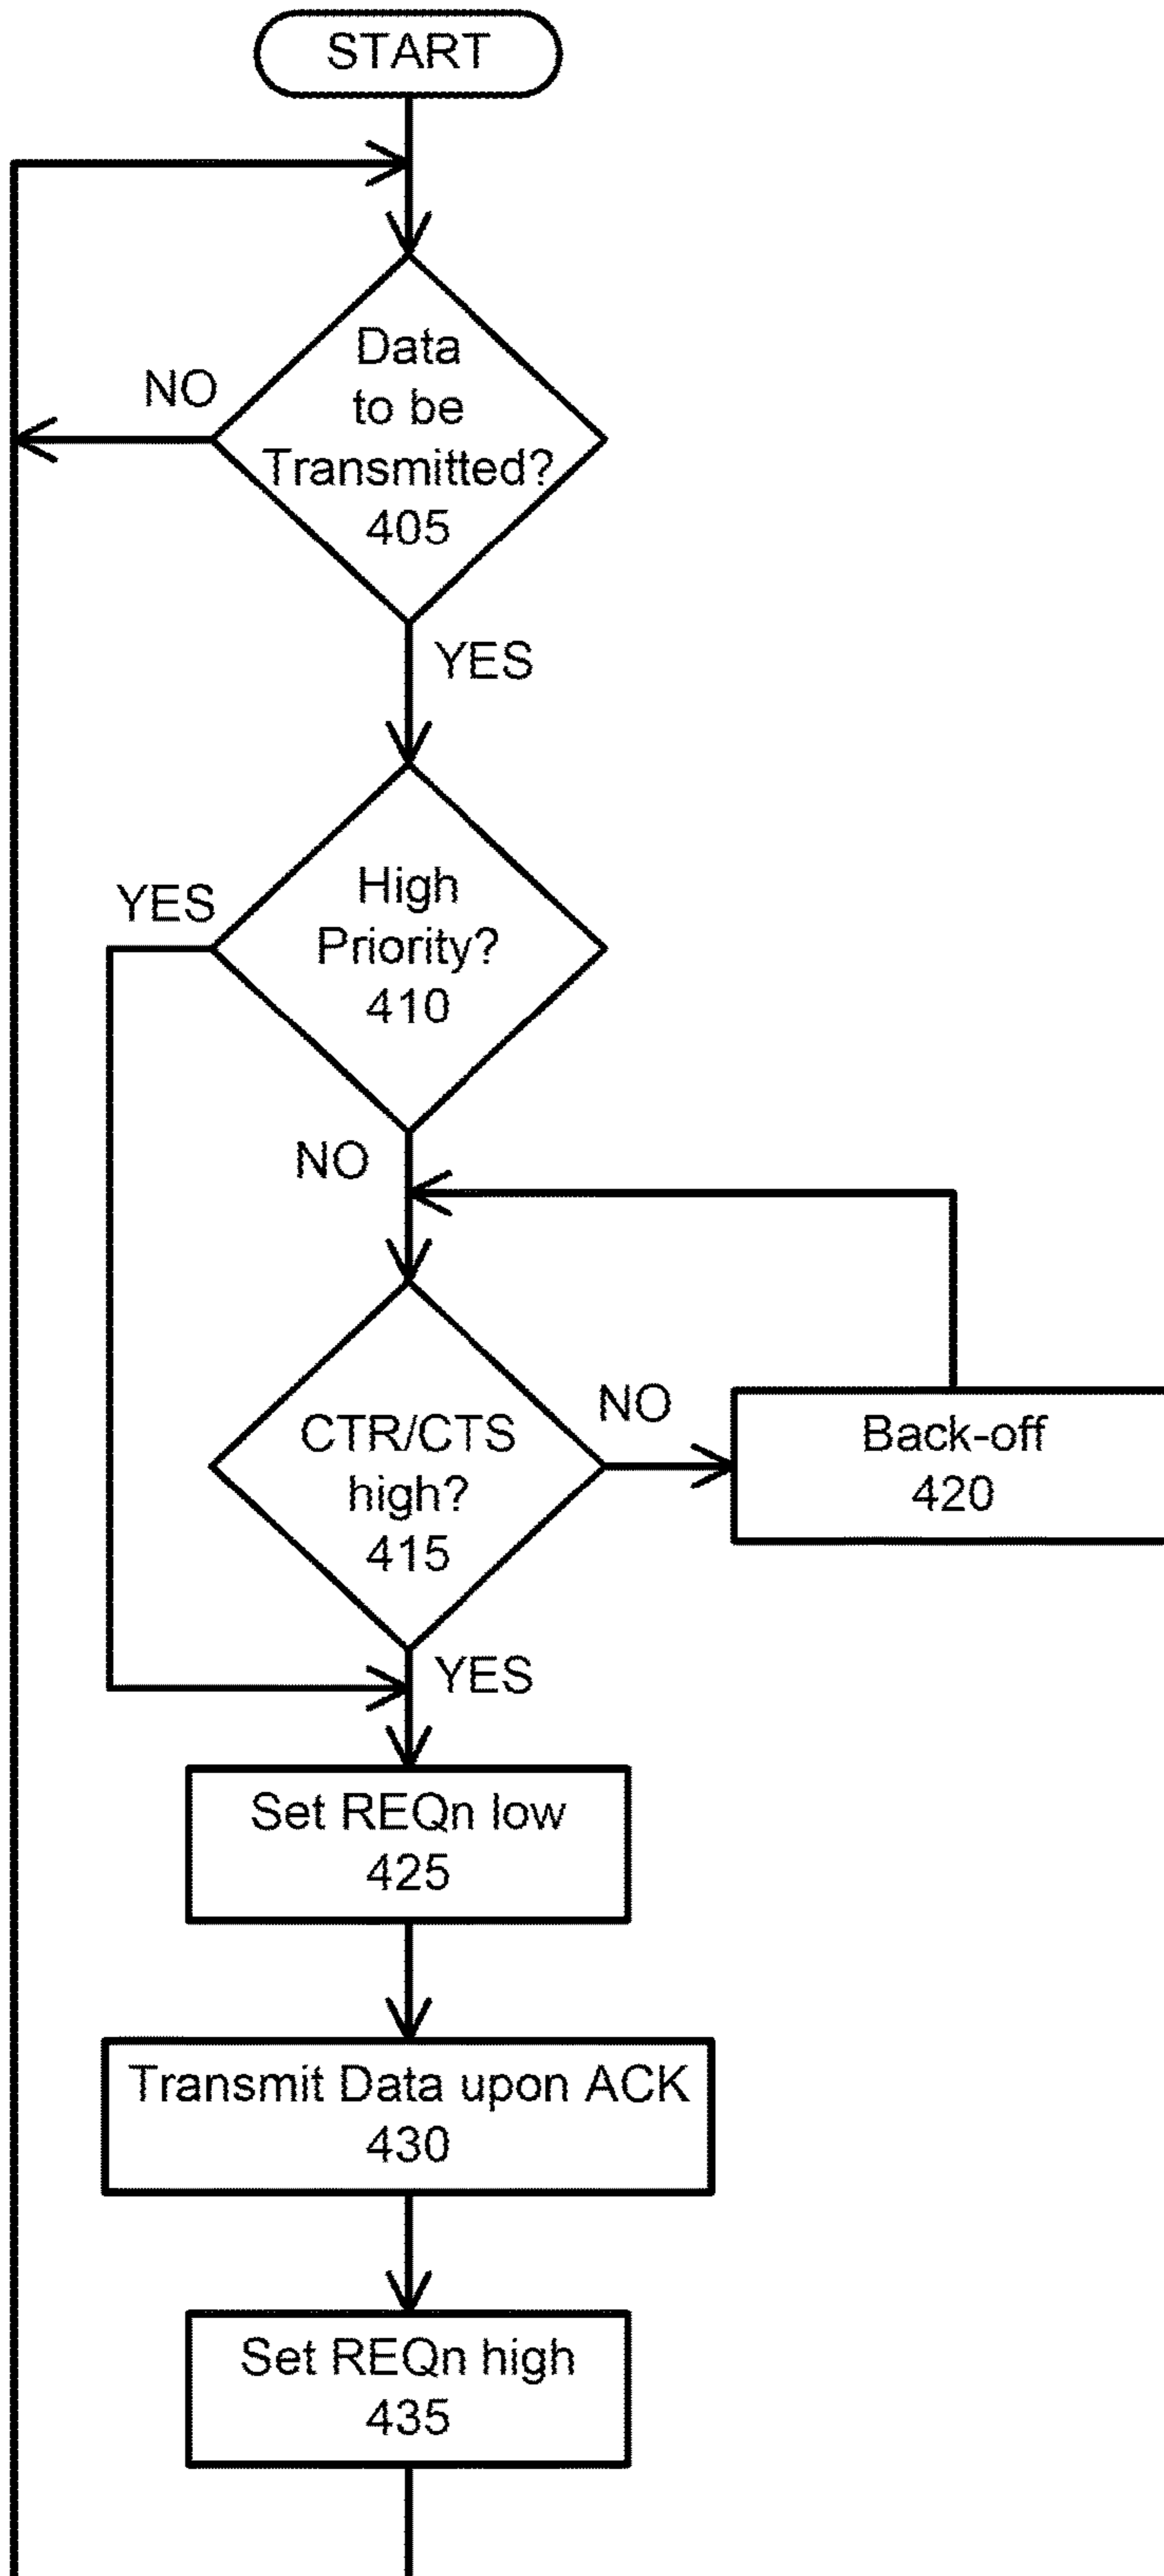 START
Data
to be
Transmitted?
405
NO
YES
High
Priority?
410
YES
NO
CTR/CTS
high?
415
NO
Back-off
420
YES
Set REQn low
425
Transmit Data upon ACK
430
Set REQn high
435